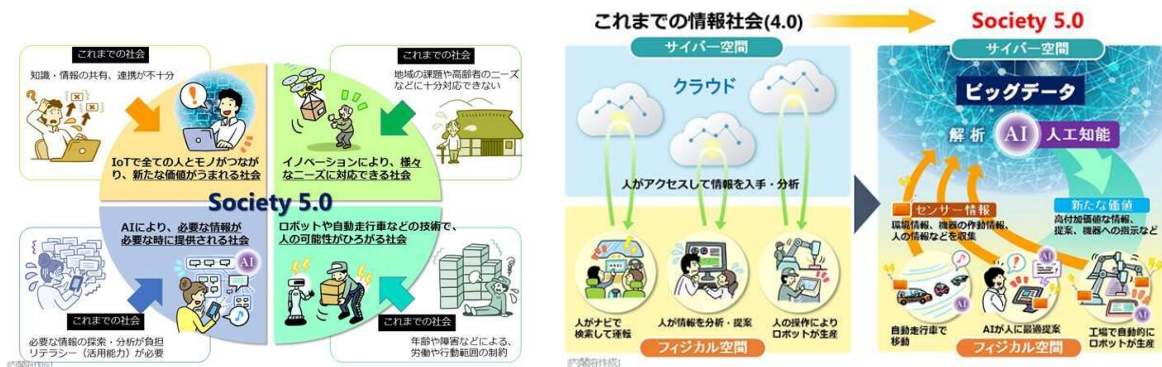 これまでの社会
知識・情報の共有、連携が不十分
IoTで全ての人とモノがつなが
り、新たな価値がうまれる社会
これまでの社会
地域の課題や高齢者のニーズ
などに十分対応できない
イノベーションにより、様々
なニーズに対応できる社会
Society 5.0
AIにより、必要な情報が
必要な時に提供される社会
AI
これまでの社会
必要な情報の探索・分析が負担
リテラシー（活用能力）が必要
ロボットや自動走行車などの技術で、
人の可能性がひろがる社会
これまでの社会
年齢や障害などによる、
労働や行動範囲の制約
[内閣府作成]
これまでの情報社会(4.0)
サイバー空間
クラウド
人がアクセスして情報を入手・分析
人がナビで
検索して運転
人が情報を分析・提案
人の操作により
ロボットが生産
フィジカル空間
[内閣府作成]
Society 5.0
サイバー空間
ビッグデータ
解析 AI 人工知能
センサー情報
環境情報、機器の作動情報、
人の情報などを収集
新たな価値
高付加価値な情報、
提案、機器への指示など
AI
AI
AI
自動走行車で
移動
AIが人に最適提案
工場で自動的に
ロボットが生産
フィジカル空間